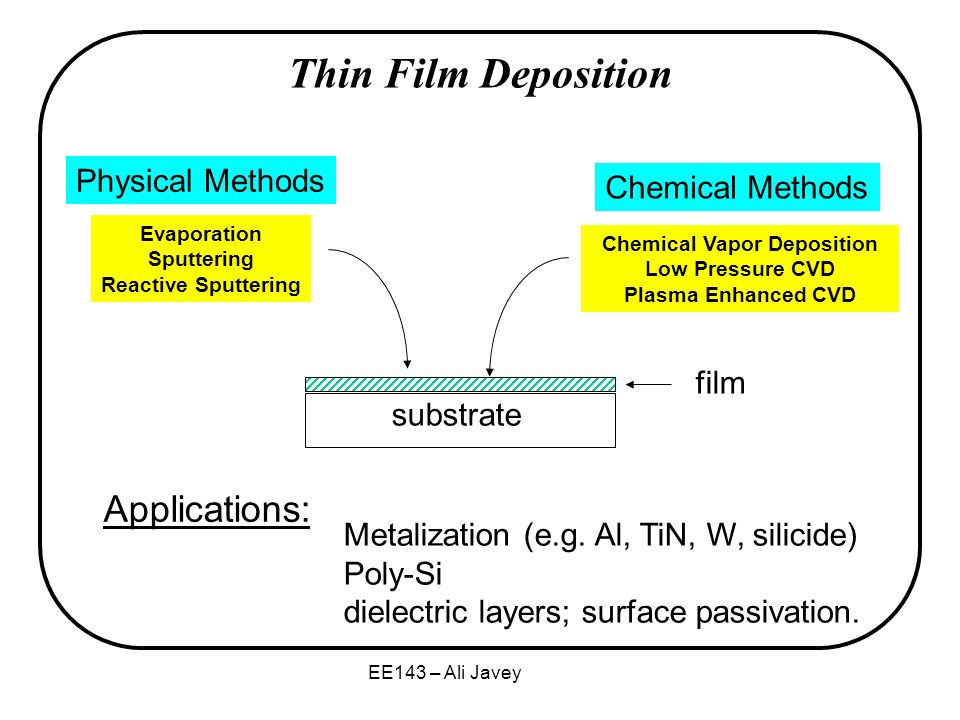 Thin Film Deposition
Physical Methods
Evaporation
Sputtering
Reactive Sputtering
Chemical Methods
Chemical Vapor Deposition
Low Pressure CVD
Plasma Enhanced CVD
film
substrate
Applications:
Metalization (e.g. Al, TiN, W, silicide)
Poly-Si
dielectric layers; surface passivation.
EE143 – Ali Javey